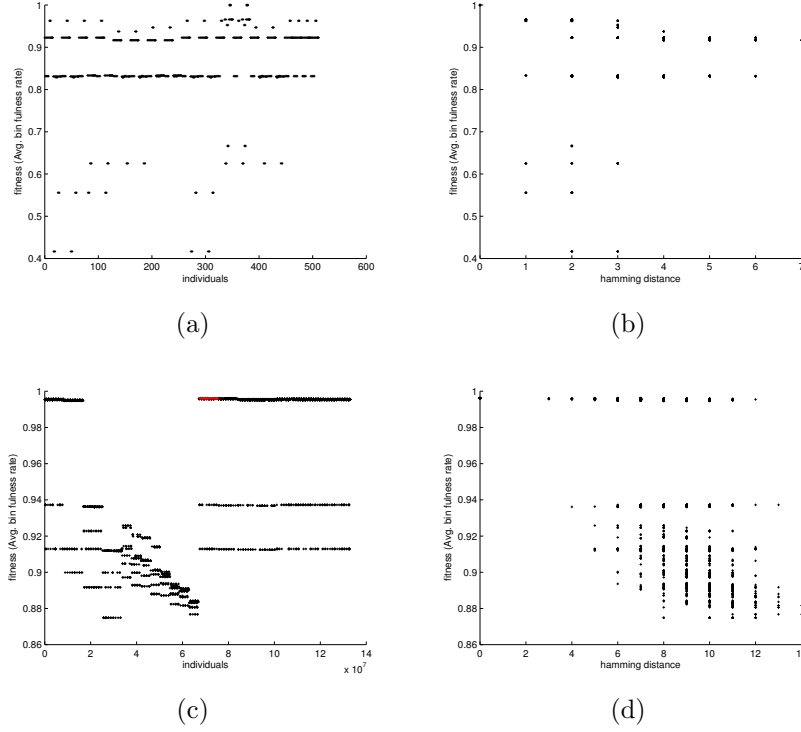 1
0.9
0.8
0.7
0.6
0.5
0.4
0 100 200 300 400 500 600
individuals
fitness (Avg. bin fulness rate)
(a)
1
0.9
0.8
0.7
0.6
0.5
0.4
0 1 2 3 4 5 6 7
hamming distance
fitness (Avg. bin fulness rate)
(b)
1
0.98
0.96
0.94
0.92
0.9
0.88
0.86
0 2 4 6 8 10 12 14
x 10^7
individuals
fitness (Avg. bin fulness rate)
(c)
1
0.98
0.96
0.94
0.92
0.9
0.88
0.86
0 2 4 6 8 10 12 14
hamming distance
fitness (Avg. bin fulness rate)
(d)